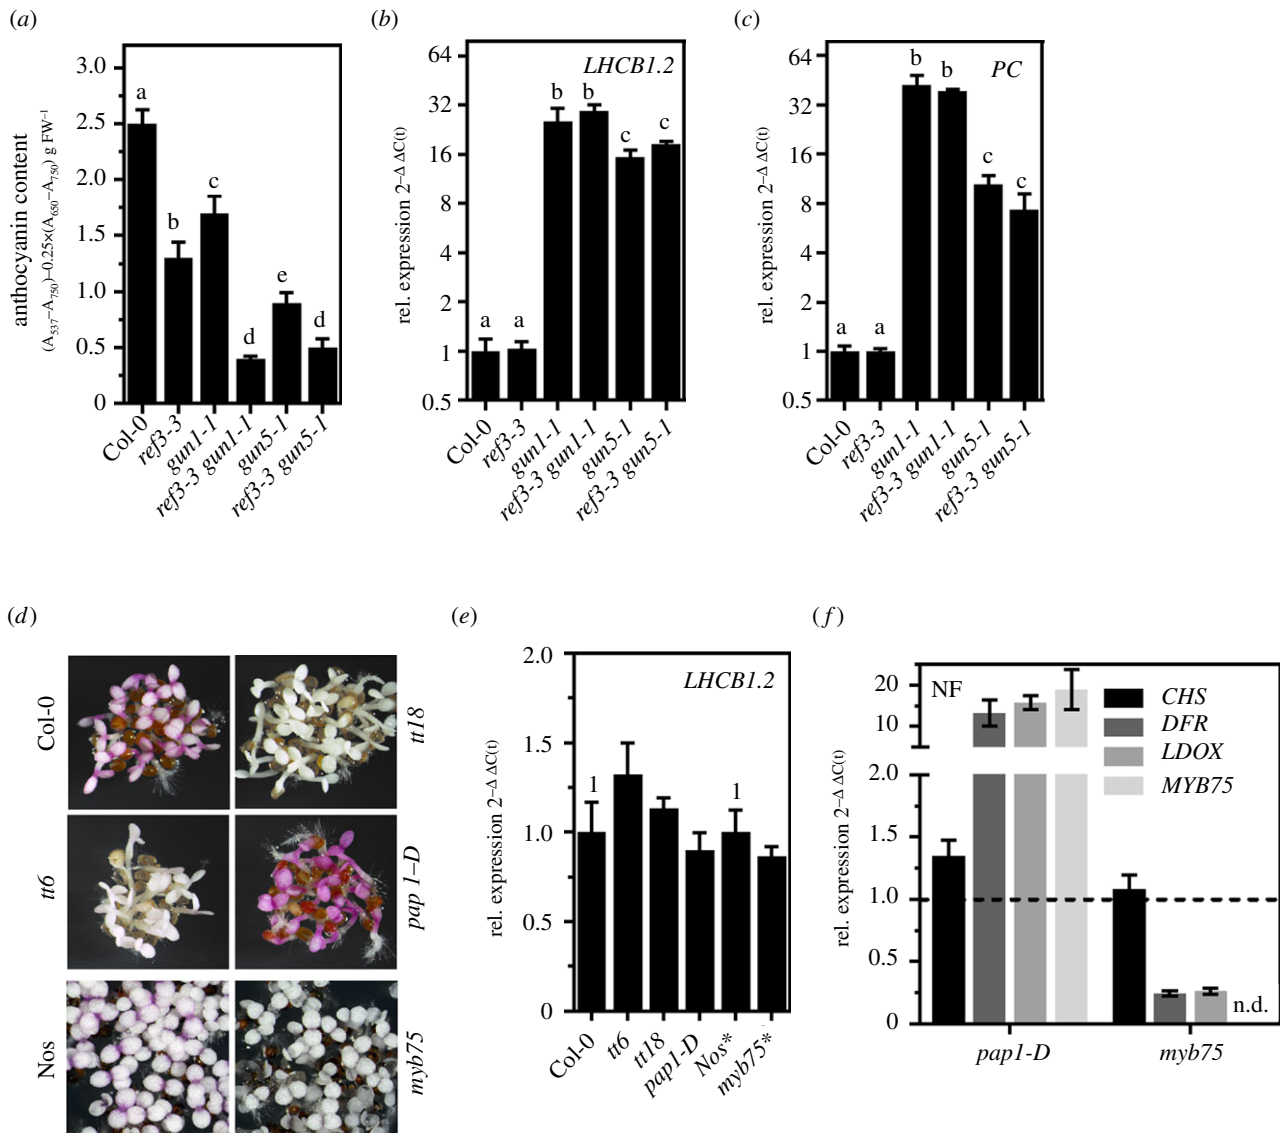 (a)
anthocyanin content
(A537–A750)–0.25×(A650–A750) g FW–1
3.0
2.5
2.0
1.5
1.0
0.5
0
a
b
c
d
e
d
Col-0
ref3-3
gun1-1
ref3-3 gun1-1
gun5-1
ref3-3 gun5-1
(b)
rel. expression 2–Δ ΔC(t)
64
32
16
8
4
2
1
0.5
LHCB1.2
a
a
b
b
c
c
Col-0
ref3-3
gun1-1
ref3-3 gun1-1
gun5-1
ref3-3 gun5-1
(c)
rel. expression 2–Δ ΔC(t)
64
32
16
8
4
2
1
0.5
PC
a
a
b
b
c
c
Col-0
ref3-3
gun1-1
ref3-3 gun1-1
gun5-1
ref3-3 gun5-1
(d)
Col-0
tt18
tt6
pap 1–D
Nos
myb75
(e)
rel. expression 2–Δ ΔC(t)
2.0
1.5
1.0
0.5
0
LHCB1.2
1
1
Col-0
tt6
tt18
pap1-D
Nos*
myb75*
(f)
rel. expression 2–Δ ΔC(t)
20
10
2.0
1.5
1.0
0.5
0
NF
CHS
DFR
LDOX
MYB75
n.d.
pap1-D
myb75